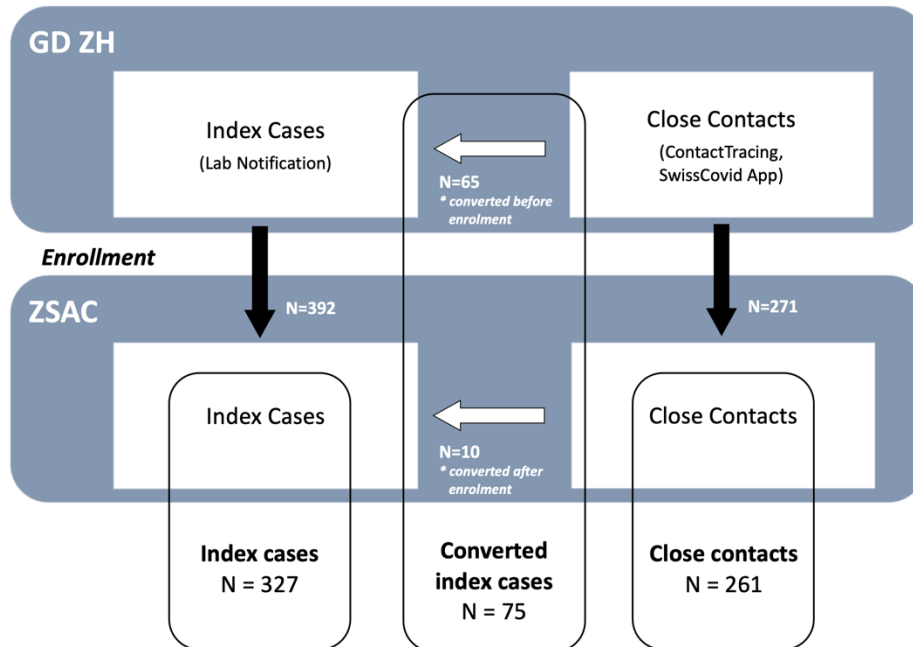 GD ZH
Index Cases
(Lab Notification)
Close Contacts
(ContactTracing,
SwissCovid App)
N=65
* converted before
enrolment
Enrollment
ZSAC
N=392
N=271
Index Cases
Close Contacts
N=10
* converted after
enrolment
Index cases
N = 327
Converted
index cases
N = 75
Close contacts
N = 261